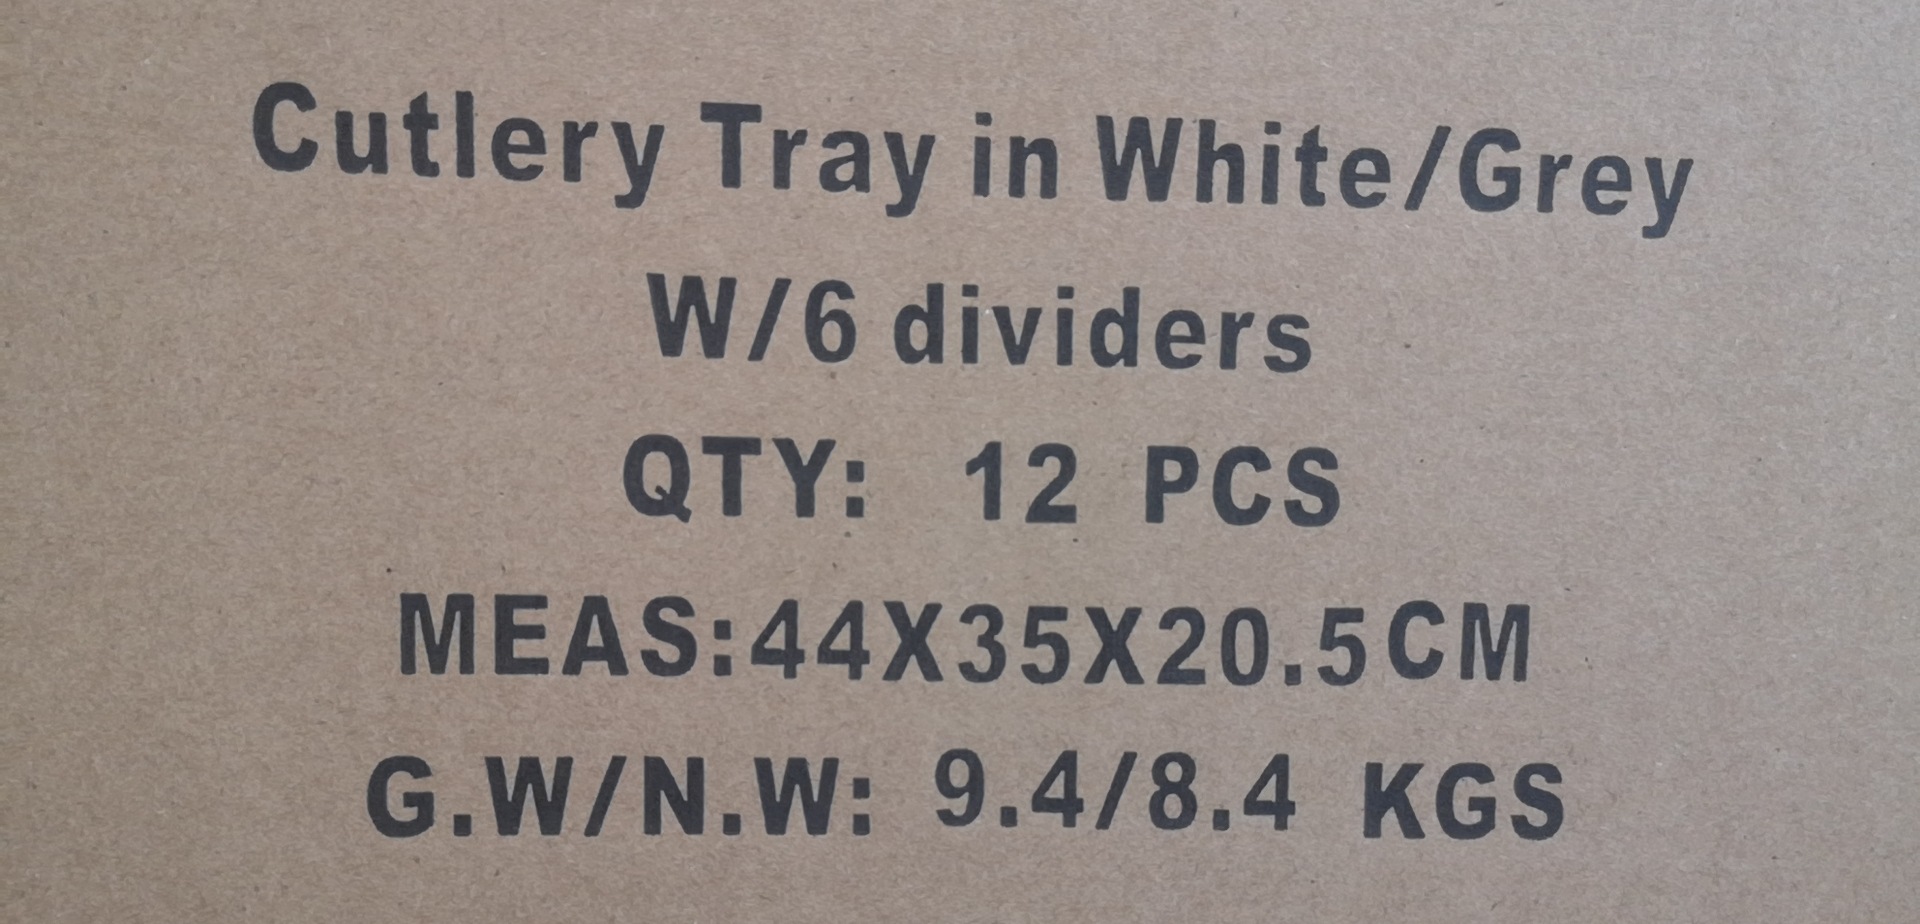 Cutlery Tray in White/Grey
W/6 dividers
QTY: 12 PCS
MEAS:44X35X20.5CM
G.W/N.W: 9.4/8.4 KGS